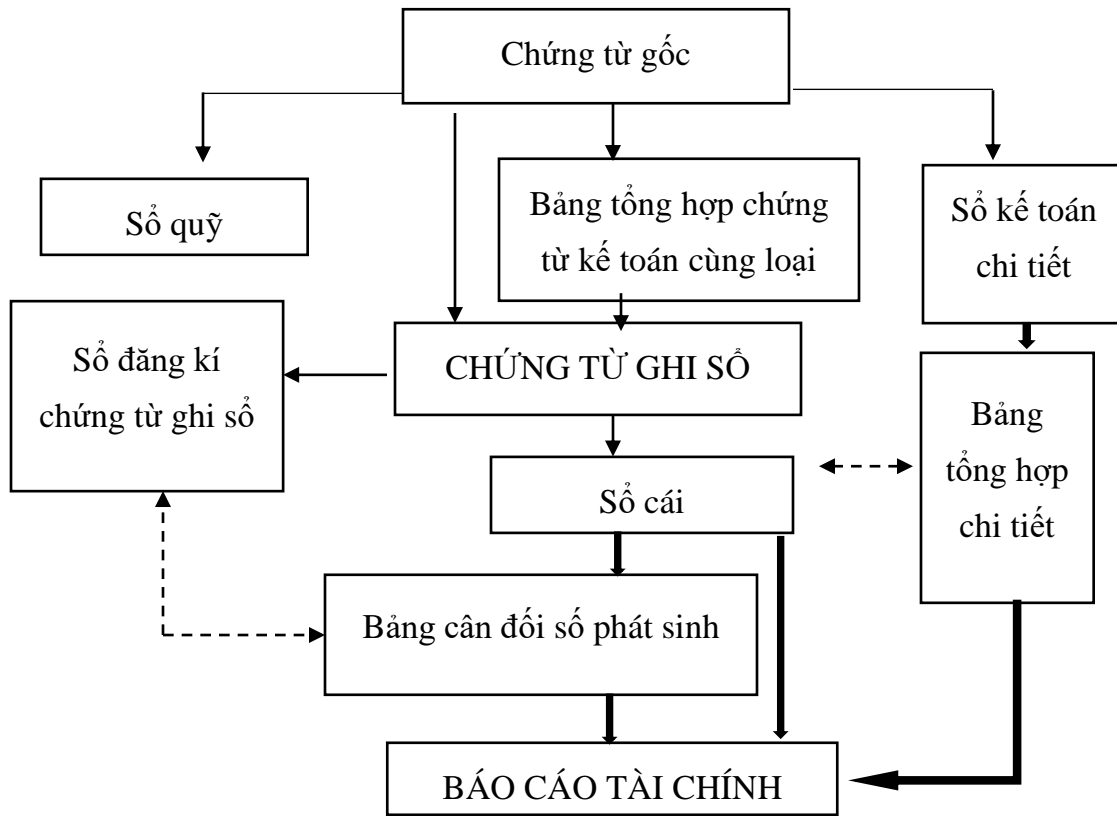 Chứng từ gốc
Sổ quỹ
Bảng tổng hợp chứng
từ kế toán cùng loại
Sổ kế toán
chi tiết
Sổ đăng kí
chứng từ ghi sổ
CHỨNG TỪ GHI SỔ
Bảng
tổng hợp
chi tiết
Sổ cái
Bảng cân đối số phát sinh
BÁO CÁO TÀI CHÍNH